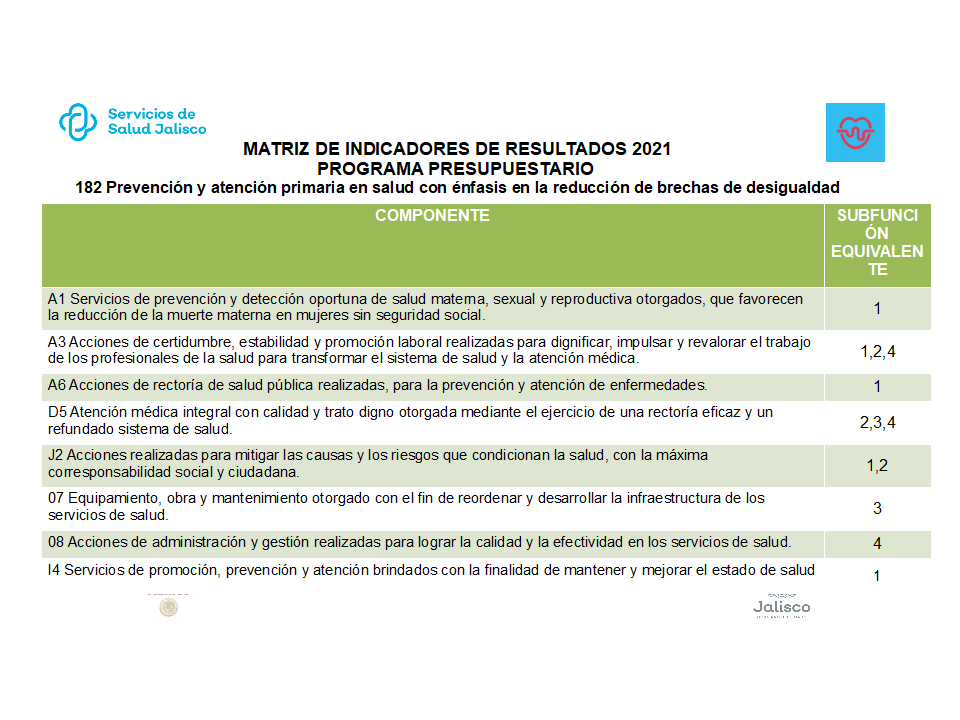 Servicios de
Salud Jalisco
MATRIZ DE INDICADORES DE RESULTADOS 2021
PROGRAMA PRESUPUESTARIO
182 Prevención y atención primaria en salud con énfasis en la reducción de brechas de desigualdad
COMPONENTE
SUBFUNCI
ÓN
EQUIVALEN
TE
A1 Servicios de prevención y detección oportuna de salud materna, sexual y reproductiva otorgados, que favorecen
la reducción de la muerte materna en mujeres sin seguridad social.
1
A3 Acciones de certidumbre, estabilidad y promoción laboral realizadas para dignificar, impulsar y revalorar el trabajo
de los profesionales de la salud para transformar el sistema de salud y la atención médica.
1,2,4
A6 Acciones de rectoría de salud pública realizadas, para la prevención y atención de enfermedades.
1
D5 Atención médica integral con calidad y trato digno otorgada mediante el ejercicio de una rectoría eficaz y un
refundado sistema de salud.
2,3,4
J2 Acciones realizadas para mitigar las causas y los riesgos que condicionan la salud, con la máxima
corresponsabilidad social y ciudadana.
1,2
07 Equipamiento, obra y mantenimiento otorgado con el fin de reordenar y desarrollar la infraestructura de los
servicios de salud.
3
08 Acciones de administración y gestión realizadas para lograr la calidad y la efectividad en los servicios de salud.
4
I4 Servicios de promoción, prevención y atención brindados con la finalidad de mantener y mejorar el estado de salud
1
Jalisco